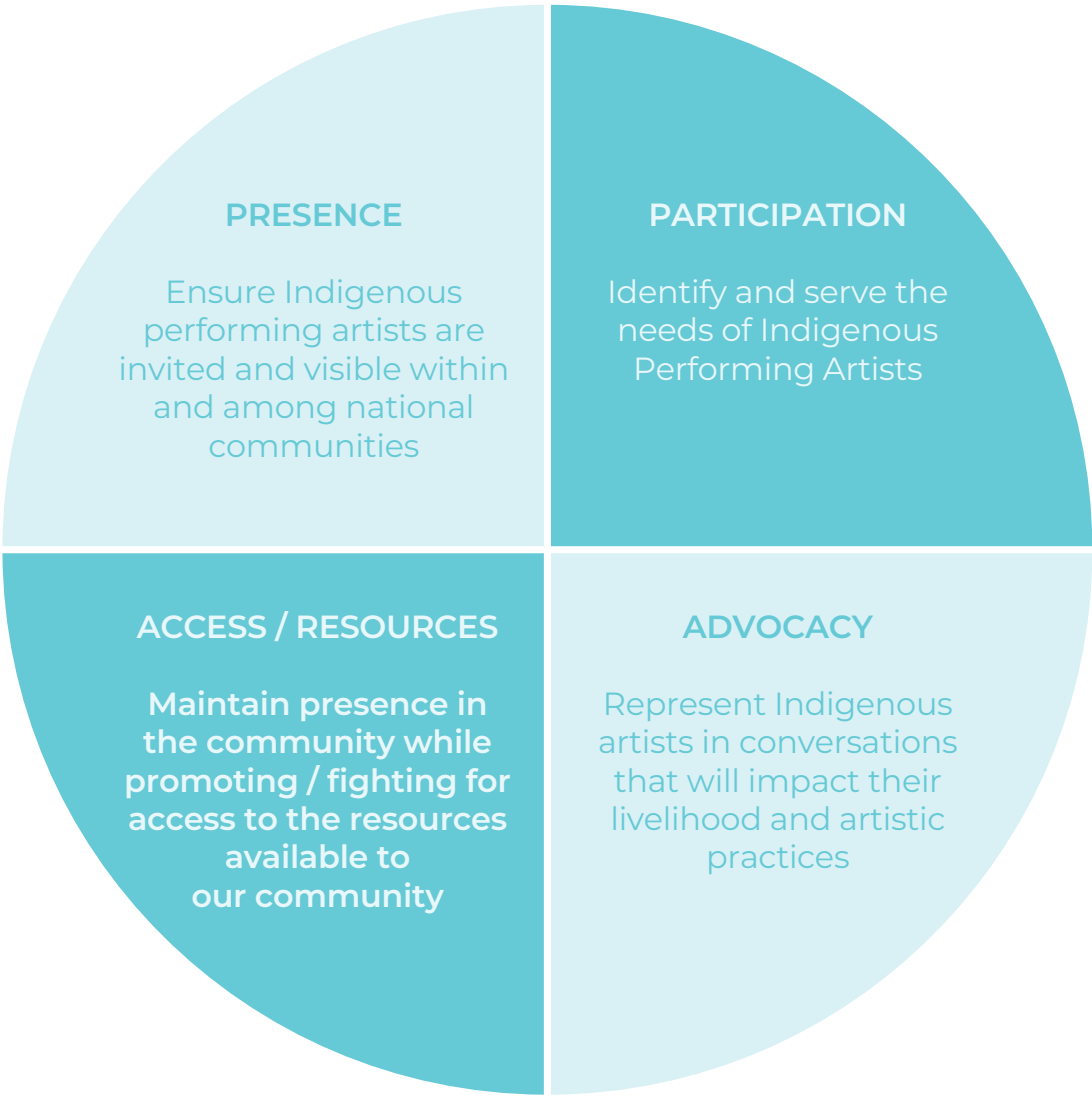 PRESENCE
Ensure Indigenous
performing artists are
invited and visible within
and among national
communities
PARTICIPATION
Identify and serve the
needs of Indigenous
Performing Artists
ACCESS / RESOURCES
Maintain presence in
the community while
promoting / fighting for
access to the resources
available to
our community
ADVOCACY
Represent Indigenous
artists in conversations
that will impact their
livelihood and artistic
practices